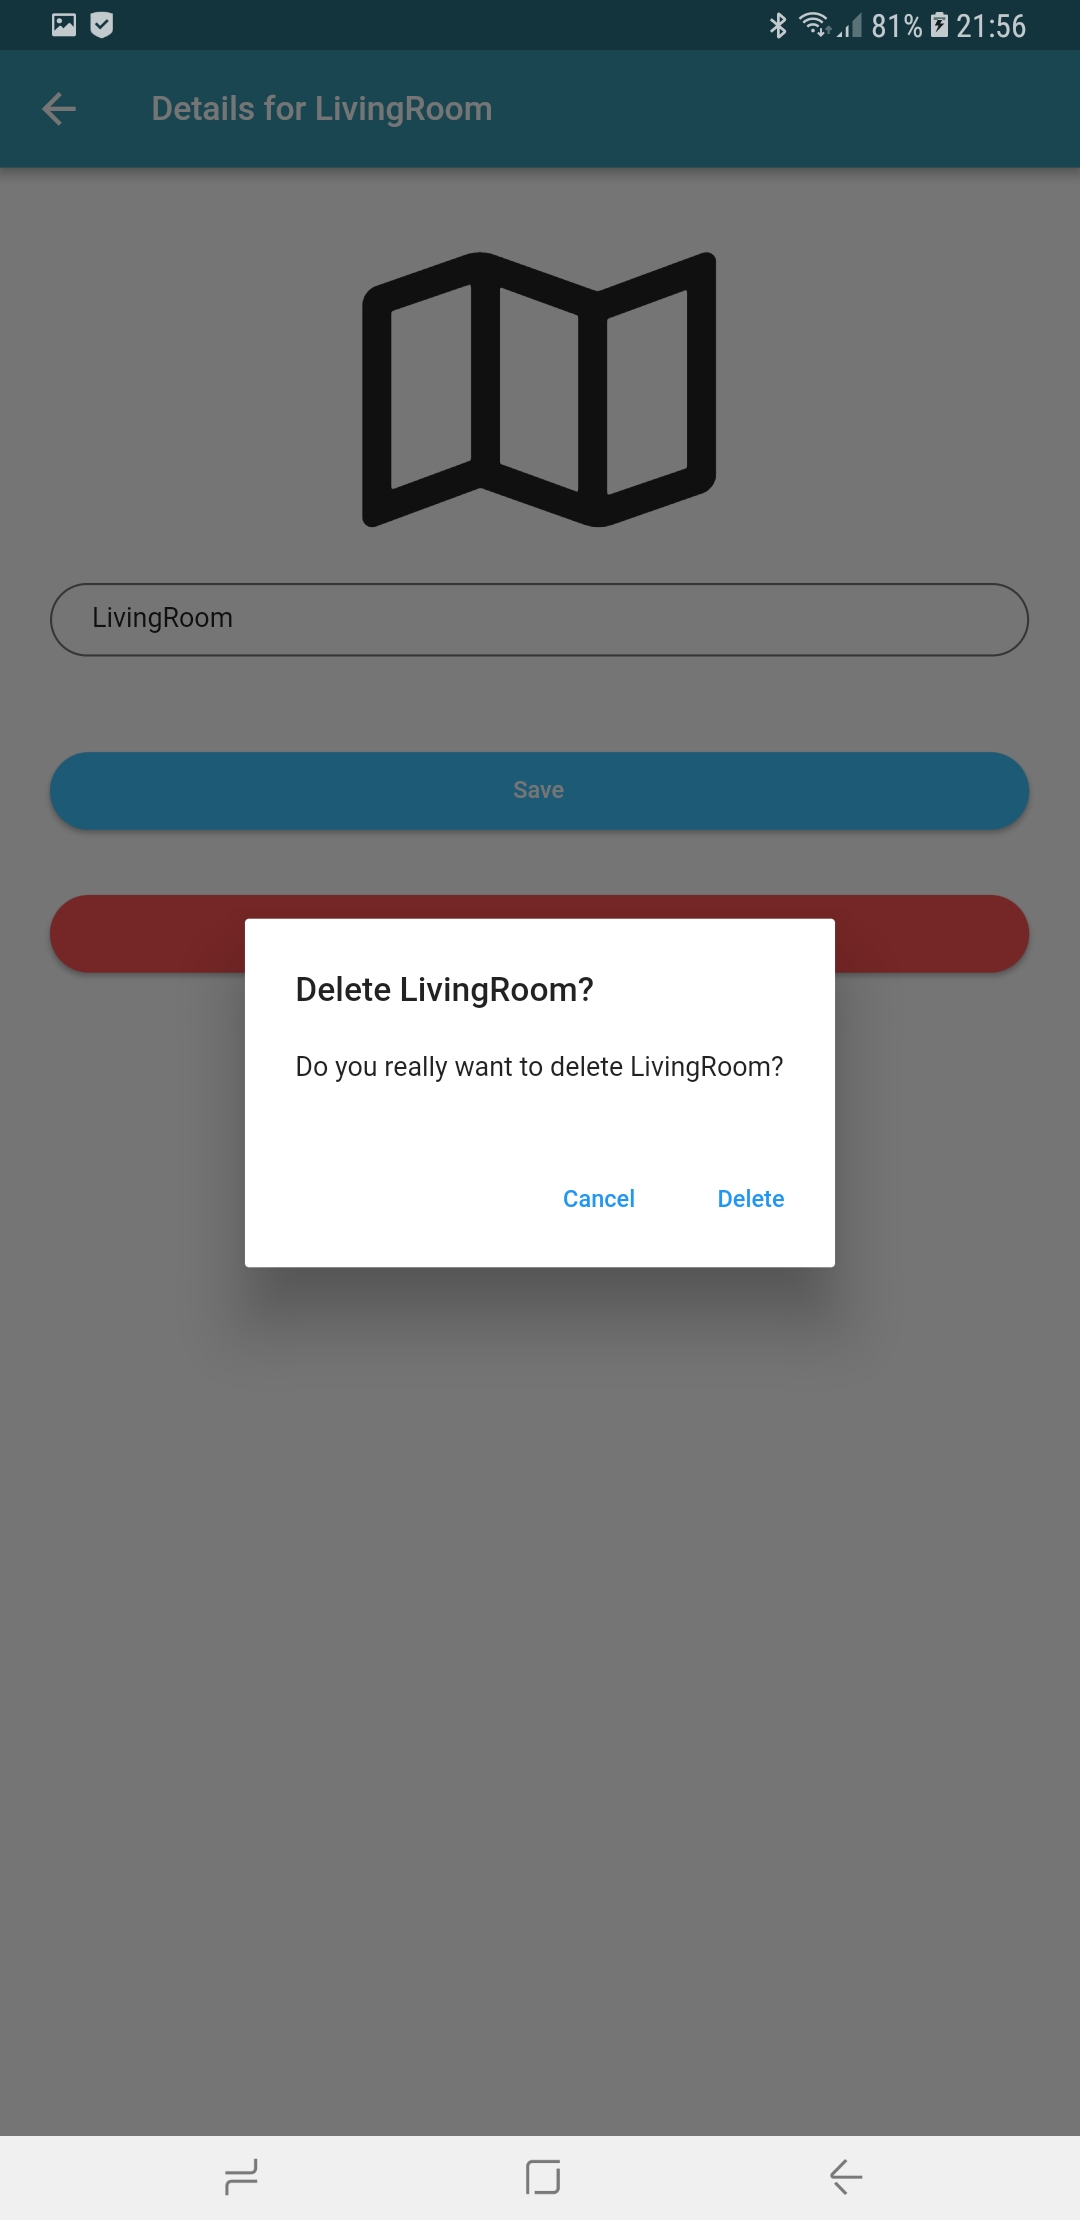 81% 21:56
Details for LivingRoom
LivingRoom
Save
Delete LivingRoom?
Do you really want to delete LivingRoom?
Cancel Delete